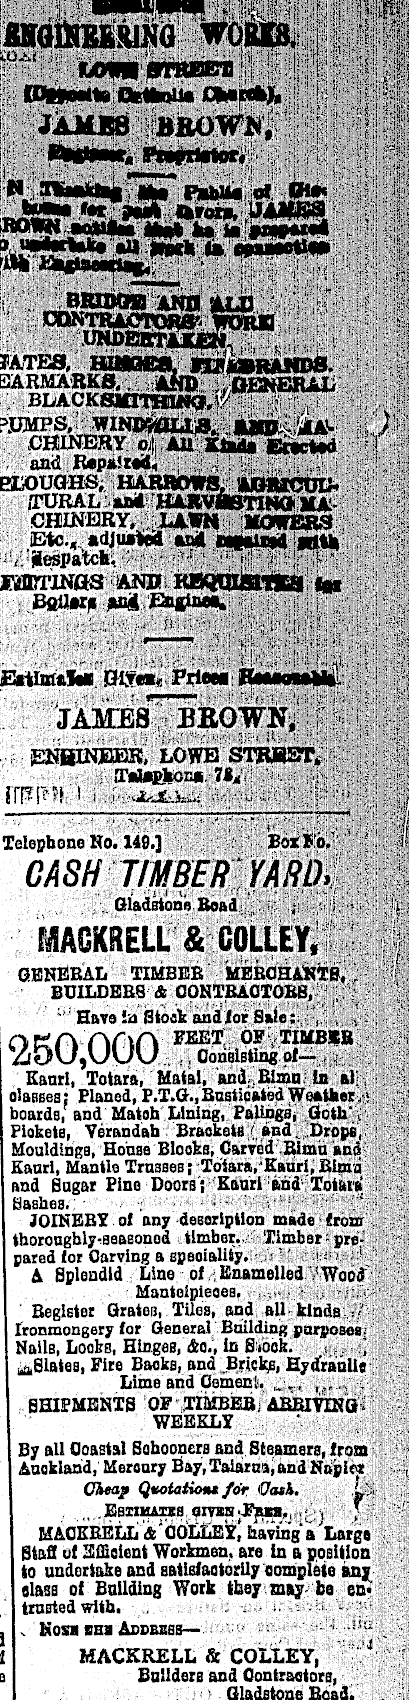 ENGINEERING WORKS,
LOWE STREET
(Opposite Catholic Church),
JAMES BROWN,
Engineer, Proprietor.
N Thanking the Public of Gis-
borne for past favors, JAMES
ROWN notifies that he is prepared
o undertake all work in connection
with Engineering.
BRIDGE AND ALL
CONTRACTORS' WORK
UNDERTAKEN.
GATES, HINGES, FIREBRANDS.
EARMARKS, AND GENERAL
BLACKSMITHING.
PUMPS, WINDMILLS, AND MA-
CHINERY of All Kinds Erected
and Repaired.
PLOUGHS, HARROWS, AGRICUL-
TURAL and HARVESTING MA-
CHINERY, LAWN MOWERS
Etc., adjusted and repaired with
despatch.
FITTINGS AND REQUISITES for
Boilers and Engines.
Estimates Given. Prices Reasonable
JAMES BROWN,
ENGINEER, LOWE STREET.
Telephone 78.
Telephone No. 149.] Box No.
CASH TIMBER YARD,
Gladstone Road
MACKRELL & COLLEY,
GENERAL TIMBER MERCHANTS,
BUILDERS & CONTRACTORS,
Have in Stock and for Sale:
250,000 FEET OF TIMBER
Consisting of—
Kauri, Totara, Matai, and Rimu in al
classes; Planed, P.T.G., Rusticated Weather
boards, and Match Lining, Palings, Goth
Pickets, Verandah Brackets and Drops,
Mouldings, House Blocks, Carved Rimu and
Kauri, Mantle Trusses; Totara, Kauri, Rimu
and Sugar Pine Doors; Kauri and Totara
Sashes.
JOINERY of any description made from
thoroughly-seasoned timber. Timber pre-
pared for Carving a speciality.
A Splendid Line of Enamelled Wood
Mantelpieces.
Register Grates, Tiles, and all kinds
Ironmongery for General Building purposes,
Nails, Locks, Hinges, &c., in Stock.
Slates, Fire Backs, and Bricks, Hydraulic
Lime and Cement.
SHIPMENTS OF TIMBER ARRIVING
WEEKLY
By all Coastal Schooners and Steamers, from
Auckland, Mercury Bay, Tairua, and Napier
Cheap Quotations for Cash.
ESTIMATES GIVEN FREE.
MACKRELL & COLLEY, having a Large
Staff of Efficient Workmen, are in a position
to undertake and satisfactorily complete any
class of Building Work they may be en-
trusted with.
NOTE THE ADDRESS—
MACKRELL & COLLEY,
Builders and Contractors,
Gladstone Road.